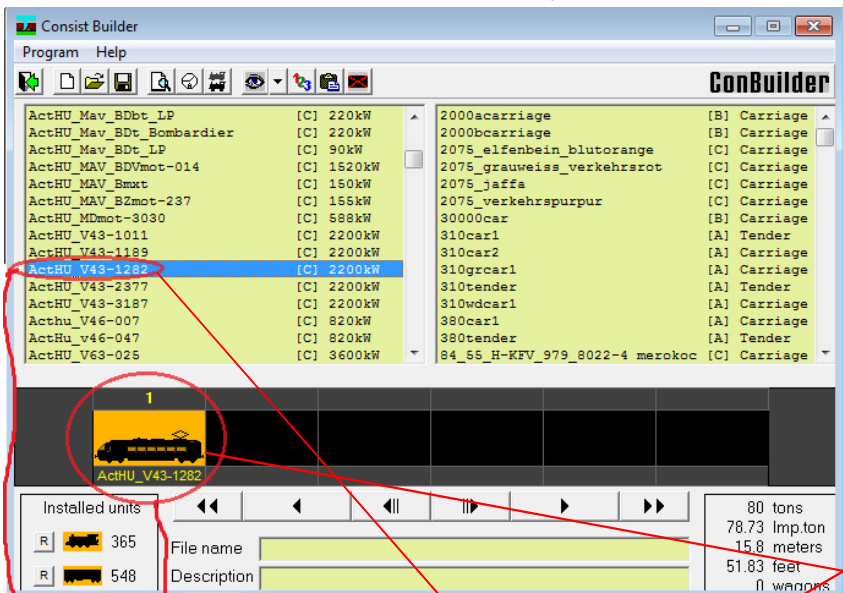 Consist Builder
Program Help
ConBuilder
ActHU_Mav_BDbt_LP [C] 220kW
ActHU_Mav_BDt_Bombardier [C] 220kW
ActHU_Mav_BDt_LP [C] 90kW
ActHU_MAV_BDVmot-014 [C] 1520kW
ActHU_MAV_Bmxt [C] 150kW
ActHU_MAV_BZmot-237 [C] 155kW
ActHU_MDmot-3030 [C] 588kW
ActHU_V43-1011 [C] 2200kW
ActHU_V43-1189 [C] 2200kW
ActHU_V43-1282 [C] 2200kW
ActHU_V43-2377 [C] 2200kW
ActHU_V43-3187 [C] 2200kW
Acthu_v46-007 [C] 820kW
Acthu_v46-047 [C] 820kW
ActHU_V63-025 [C] 3600kW
2000acarriage [B] Carriage
2000bcarriage [B] Carriage
2075_elfenbein_blutorange [C] Carriage
2075_grauweiss_verkehrsrot [C] Carriage
2075_jaffa [C] Carriage
2075_verkehrspurpur [C] Carriage
30000car [B] Carriage
310car1 [A] Tender
310car2 [A] Carriage
310grcar1 [A] Carriage
310tender [A] Tender
310wdcar1 [A] Carriage
380car1 [A] Carriage
380tender [A] Tender
84_55_H-KFV_979_8022-4 merokoc [C] Carriage
1
ActHU_V43-1282
Installed units
R 365
R 548
File name
Description
80 tons
78.73 Imp.ton
15.8 meters
51.83 feet
0 wagons